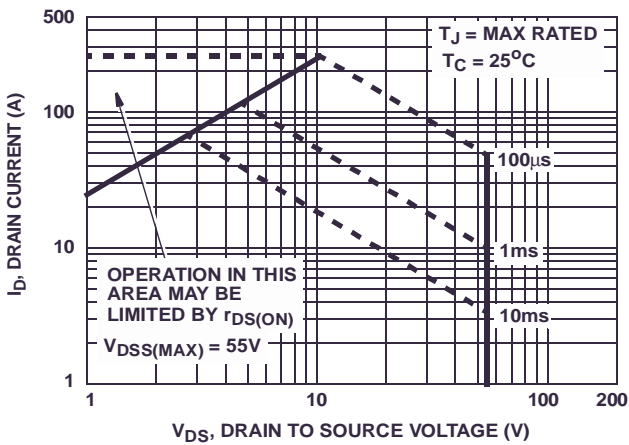 500
T_J = MAX RATED
T_C = 25°C
100
100μs
I_D, DRAIN CURRENT (A)
10
1ms
OPERATION IN THIS
AREA MAY BE
LIMITED BY r_DS(ON)
10ms
V_DSS(MAX) = 55V
1
1
10
100
200
V_DS, DRAIN TO SOURCE VOLTAGE (V)